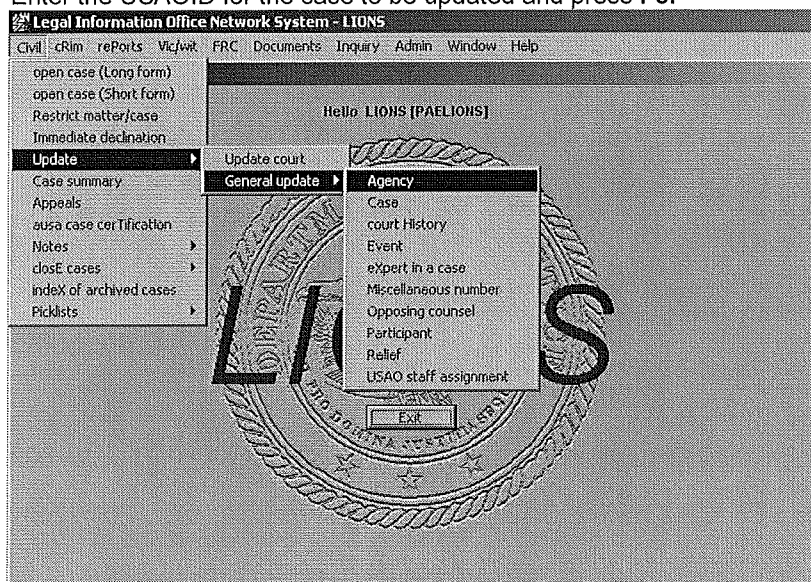 Enter the USAOID for the case to be updated and press F8.
Legal Information Office Network System - LIONS
Civil cRim rePorts Vic/wit FRC Documents Inquiry Admin Window Help
open case (Long form)
open case (Short form)
Restrict matter/case
Immediate declination
Update
Case summary
Appeals
ausa case cerTification
Notes
closE cases
indeX of archived cases
Picklists
Hello LIONS [PAELIONS]
Update court
General update
Agency
Case
court History
Event
eXpert in a case
Miscellaneous number
Opposing counsel
Participant
Relief
USAO staff assignment
Exit